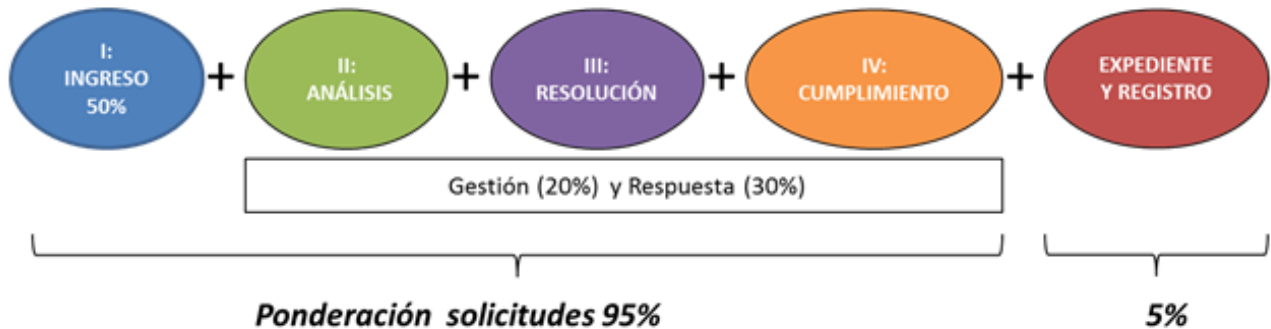 I:
INGRESO
50%
+
II:
ANÁLISIS
+
III:
RESOLUCIÓN
+
IV:
CUMPLIMIENTO
+
EXPEDIENTE
Y REGISTRO
Gestión (20%) y Respuesta (30%)
Ponderación solicitudes 95%
5%